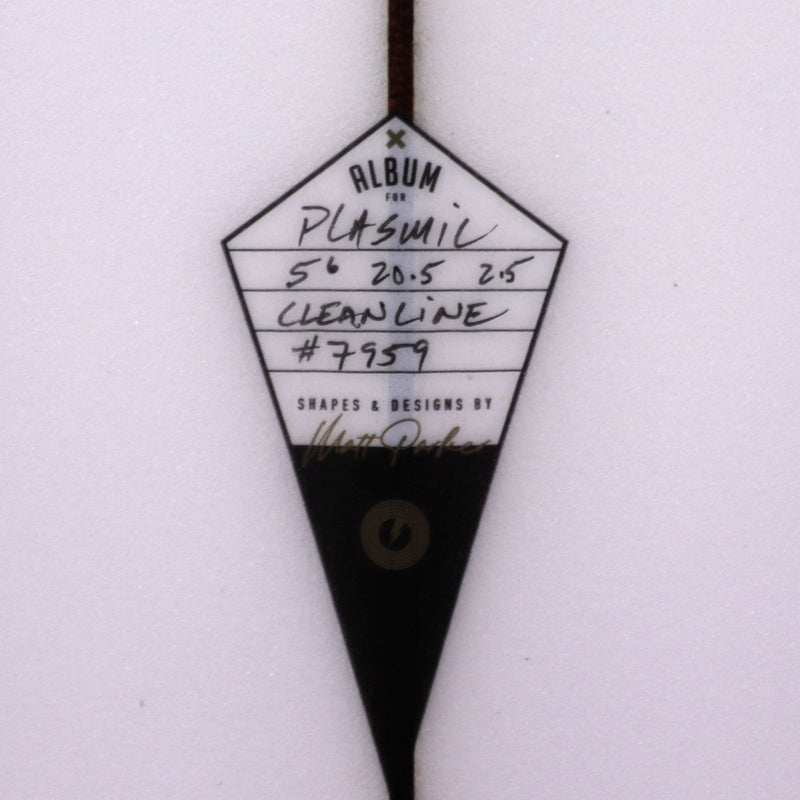 ALBUM
FOR
PLASMIC
5⁶ 20.5 2.5
CLEANLINE
#7959
SHAPES & DESIGNS BY
Matt Parker